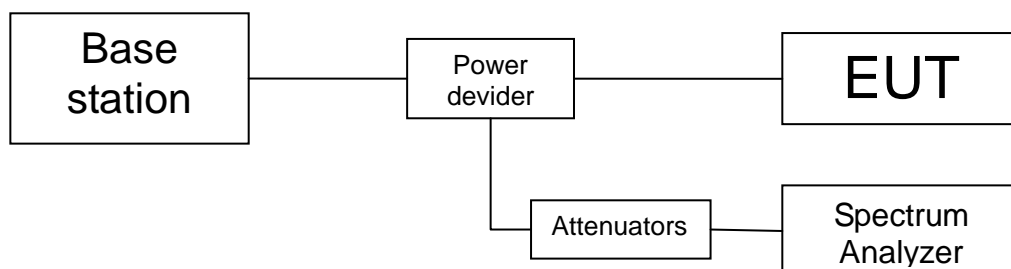 Base
station
Power
devider
EUT
Attenuators
Spectrum
Analyzer